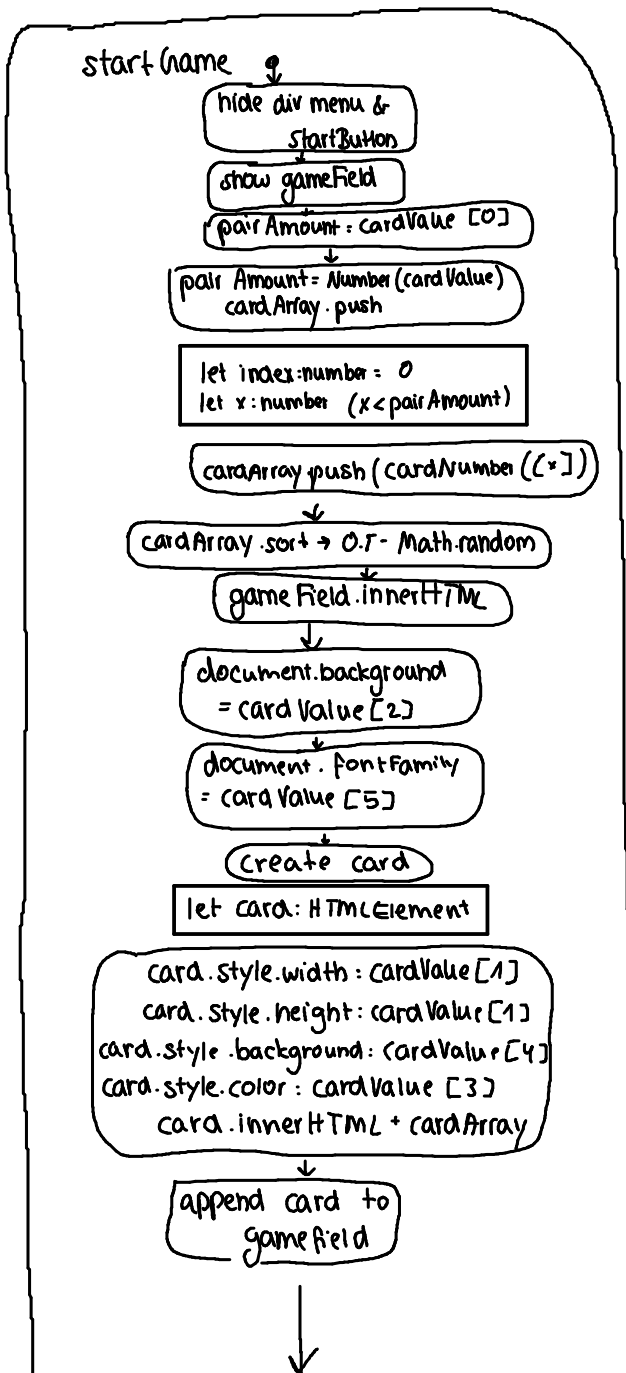 startGame
hide div menu &
startButton
show gameField
pairAmount = cardValue [0]
pair Amount = Number (cardValue)
cardArray.push
let index:number = 0
let x:number (x<pairAmount)
cardArray.push (cardNumber ([x])
cardArray.sort → 0.5 - Math.random
gameField.innerHTML
document.background
= cardValue [2]
document.fontFamily
= cardValue [5]
create card
let card: HTMLElement
card.style.width: cardValue [1]
card.style.height: cardValue [1]
card.style.background: cardValue [4]
card.style.color: cardValue [3]
card.innerHTML + cardArray
append card to
gamefield